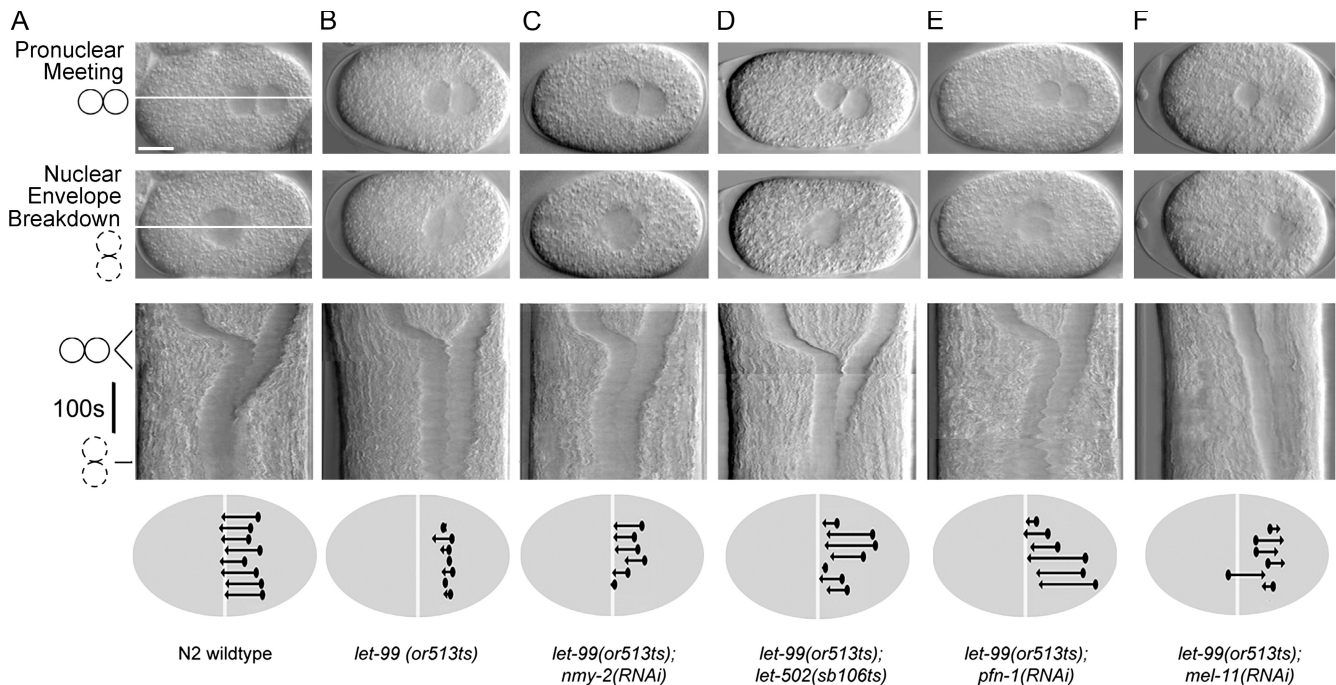 A B C D E F
Pronuclear
Meeting
Nuclear
Envelope
Breakdown
100s
N2 wildtype
let-99 (or513ts)
let-99(or513ts);
nmy-2(RNAi)
let-99(or513ts);
let-502(sb106ts)
let-99(or513ts);
pfn-1(RNAi)
let-99(or513ts);
mel-11(RNAi)